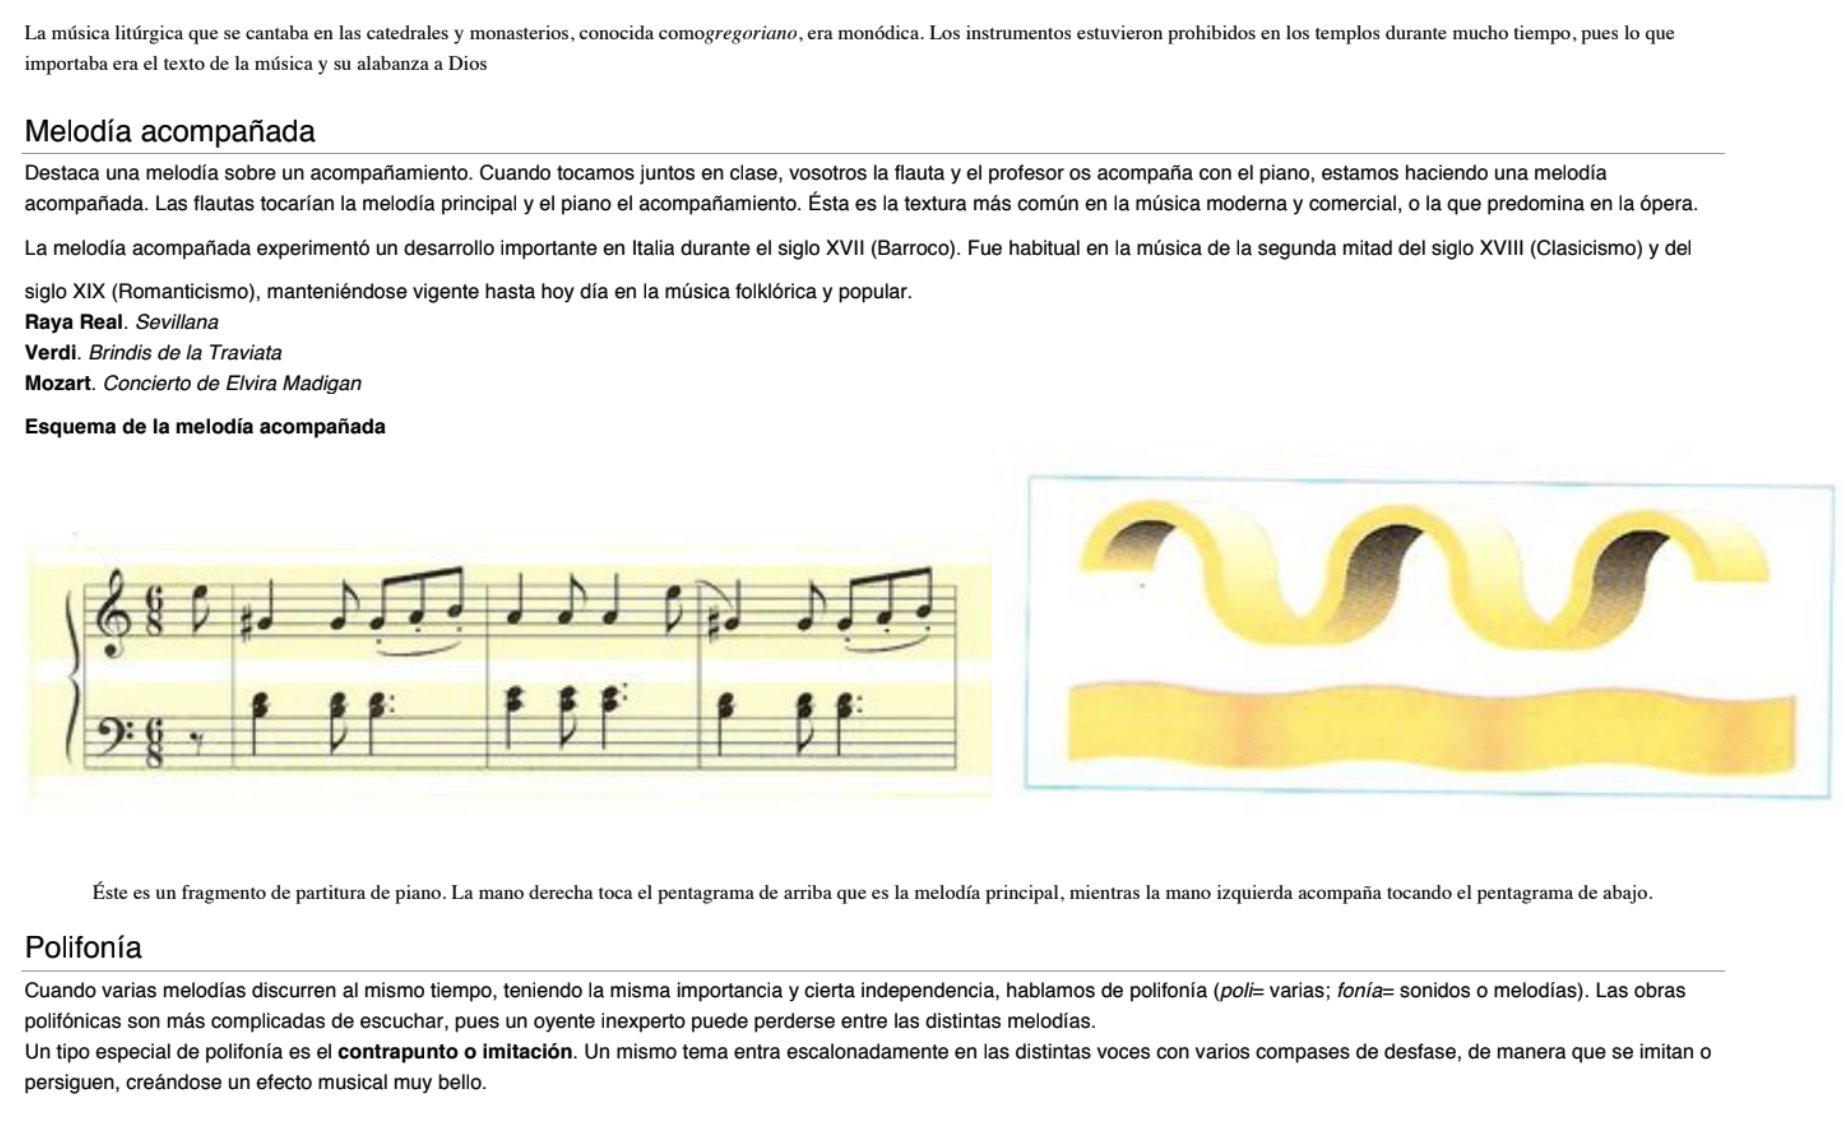 La música litúrgica que se cantaba en las catedrales y monasterios, conocida comogregoriano, era monódica. Los instrumentos estuvieron prohibidos en los templos durante mucho tiempo, pues lo que
importaba era el texto de la música y su alabanza a Dios
Melodía acompañada
Destaca una melodía sobre un acompañamiento. Cuando tocamos juntos en clase, vosotros la flauta y el profesor os acompaña con el piano, estamos haciendo una melodía
acompañada. Las flautas tocarían la melodía principal y el piano el acompañamiento. Ésta es la textura más común en la música moderna y comercial, o la que predomina en la ópera.
La melodía acompañada experimentó un desarrollo importante en Italia durante el siglo XVII (Barroco). Fue habitual en la música de la segunda mitad del siglo XVIII (Clasicismo) y del
siglo XIX (Romanticismo), manteniéndose vigente hasta hoy día en la música folklórica y popular.
Raya Real. Sevillana
Verdi. Brindis de la Traviata
Mozart. Concierto de Elvira Madigan
Esquema de la melodía acompañada
6
8
6
8
Éste es un fragmento de partitura de piano. La mano derecha toca el pentagrama de arriba que es la melodía principal, mientras la mano izquierda acompaña tocando el pentagrama de abajo.
Polifonía
Cuando varias melodías discurren al mismo tiempo, teniendo la misma importancia y cierta independencia, hablamos de polifonía (poli= varias; fonía= sonidos o melodías). Las obras
polifónicas son más complicadas de escuchar, pues un oyente inexperto puede perderse entre las distintas melodías.
Un tipo especial de polifonía es el contrapunto o imitación. Un mismo tema entra escalonadamente en las distintas voces con varios compases de desfase, de manera que se imitan o
persiguen, creándose un efecto musical muy bello.